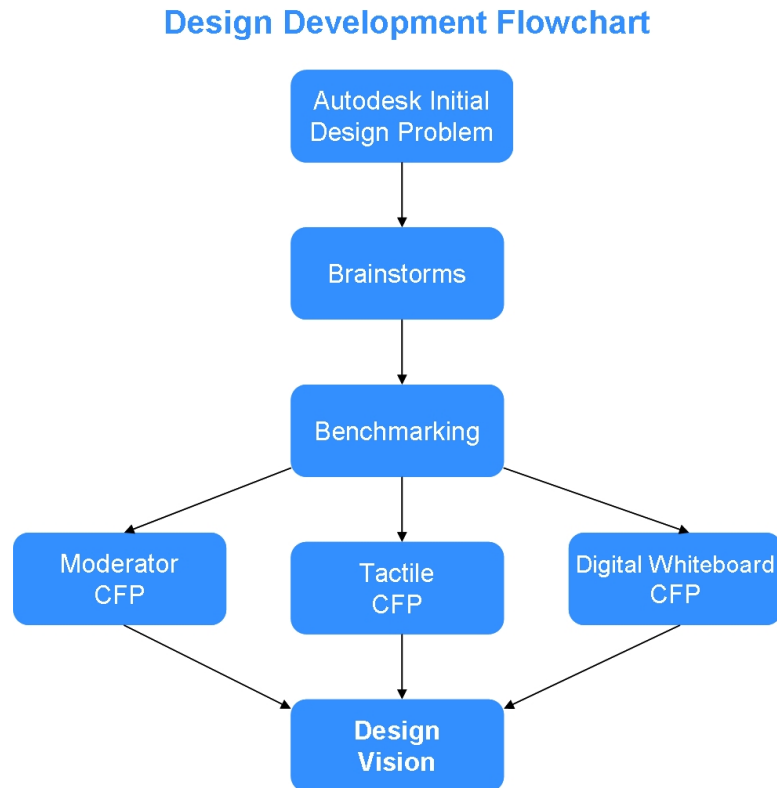 Design Development Flowchart
Autodesk Initial
Design Problem
Brainstorms
Benchmarking
Moderator
CFP
Tactile
CFP
Digital Whiteboard
CFP
Design
Vision